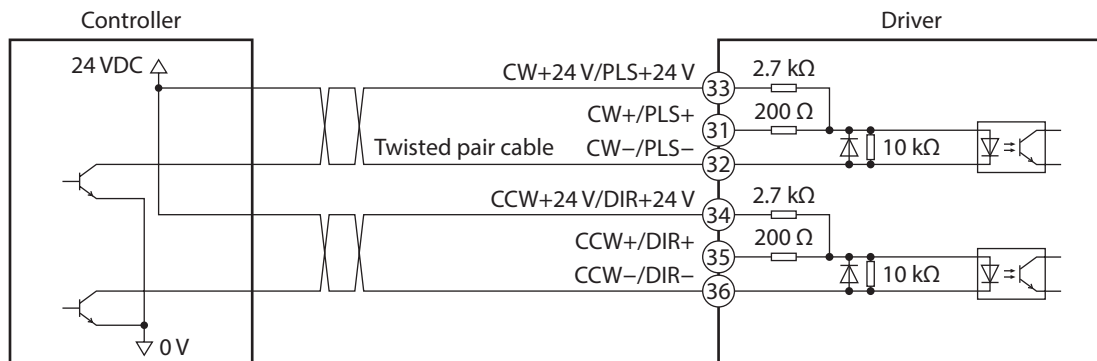 Controller
Driver
24 VDC
CW+24 V/PLS+24 V
33
2.7 kΩ
CW+/PLS+
31
200 Ω
Twisted pair cable
CW−/PLS−
32
10 kΩ
CCW+24 V/DIR+24 V
34
2.7 kΩ
CCW+/DIR+
35
200 Ω
CCW−/DIR−
36
10 kΩ
0 V